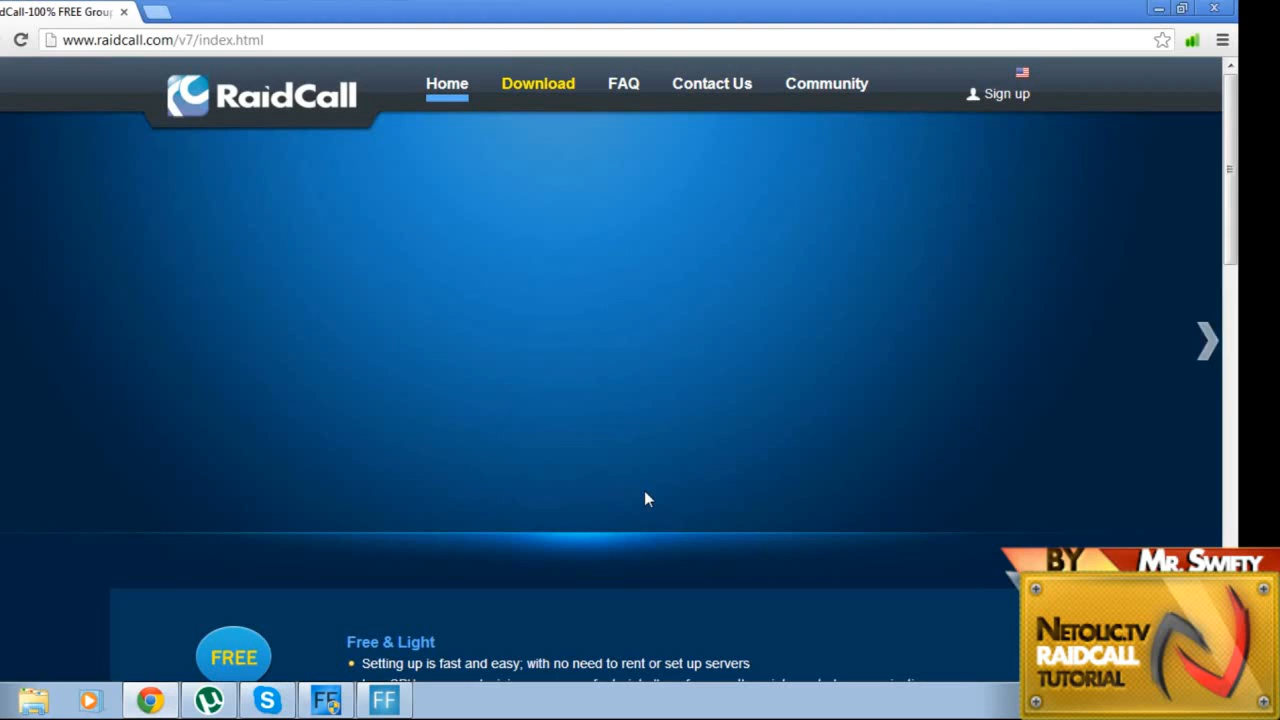 dCall-100% FREE Group
www.raidcall.com/v7/index.html
RaidCall
Home
Download
FAQ
Contact Us
Community
Sign up
FREE
Free & Light
Setting up is fast and easy; with no need to rent or set up servers
BY
MR. SWIFTY
NETOLIC.TV
RAIDCALL
TUTORIAL
FF
FF